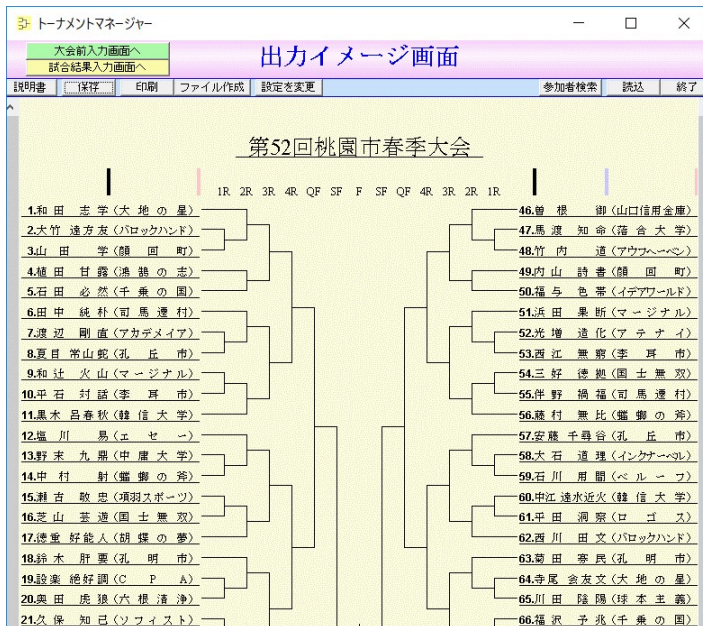 トーナメントマネージャー
大会前入力画面へ
試合結果入力画面へ
出力イメージ画面
説明書 保存 印刷 ファイル作成 設定を変更 参加者検索 読込 終了
第52回桃園市春季大会
1R 2R 3R 4R QF SF F SF QF 4R 3R 2R 1R
1.和田 志学(大地の星)
2.大竹 達方友(バロックハンド)
3.山田 学(顔回町)
4.植田 甘露(鴻鵠の志)
5.石田 必然(千乗の国)
6.田中 純朴(司馬遷村)
7.渡辺 剛直(アカデメイア)
8.夏目 常山蛇(孔丘市)
9.和辻 火山(マージナル)
10.平石 対話(李耳市)
11.黒木 呂春秋(韓信大学)
12.塩川 易(エセー)
13.野末 九鼎(中庸大学)
14.中村 射(蟷螂の斧)
15.瀬古 敬忠(項羽スポーツ)
16.芝山 芸遊(国士無双)
17.徳重 好能人(胡蝶の夢)
18.鈴木 肝要(孔明市)
19.設楽 絶好調(CPA)
20.奥田 虎狼(六根清浄)
21.久保 知己(ソフィスト)
46.曽根 御(山口信用金庫)
47.馬渡 知命(落合大学)
48.竹内 道(アウフヘーベン)
49.内山 詩書(顔回町)
50.福与 色帯(イデアワールド)
51.浜田 果断(マージナル)
52.光増 造化(アテナイ)
53.西江 無窮(李耳市)
54.三好 徳拠(国士無双)
55.伴野 禍福(司馬遷村)
56.藤村 無比(蟷螂の斧)
57.安藤 千尋谷(孔丘市)
58.大石 道理(インクナーベル)
59.石川 用間(ベルーフ)
60.中江 達水近火(韓信大学)
61.平田 洞察(ロゴス)
62.西川 田文(バロックハンド)
63.菊田 寡民(孔明市)
64.寺尾 会友文(大地の星)
65.川田 陰陽(球本主義)
66.福沢 予兆(千乗の国)